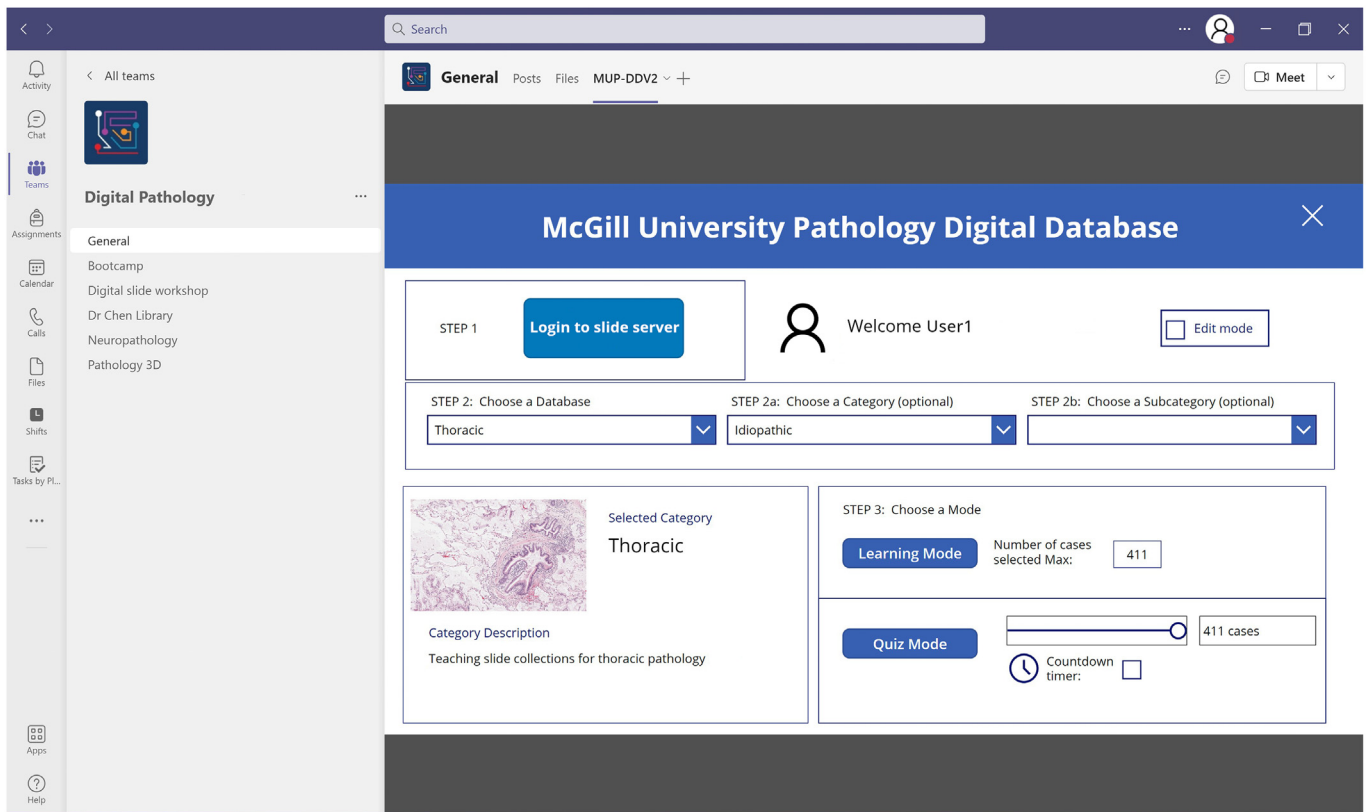 Search
...
Activity
Chat
Teams
Assignments
Calendar
Calls
Files
Shifts
Tasks by Pl...
...
Apps
Help
All teams
Digital Pathology ...
General
Bootcamp
Digital slide workshop
Dr Chen Library
Neuropathology
Pathology 3D
General Posts Files MUP-DDV2
Meet
McGill University Pathology Digital Database
STEP 1
Login to slide server
Welcome User1
Edit mode
STEP 2: Choose a Database
Thoracic
STEP 2a: Choose a Category (optional)
Idiopathic
STEP 2b: Choose a Subcategory (optional)
Selected Category
Thoracic
Category Description
Teaching slide collections for thoracic pathology
STEP 3: Choose a Mode
Learning Mode
Number of cases
selected Max:
411
Quiz Mode
411 cases
Countdown
timer: